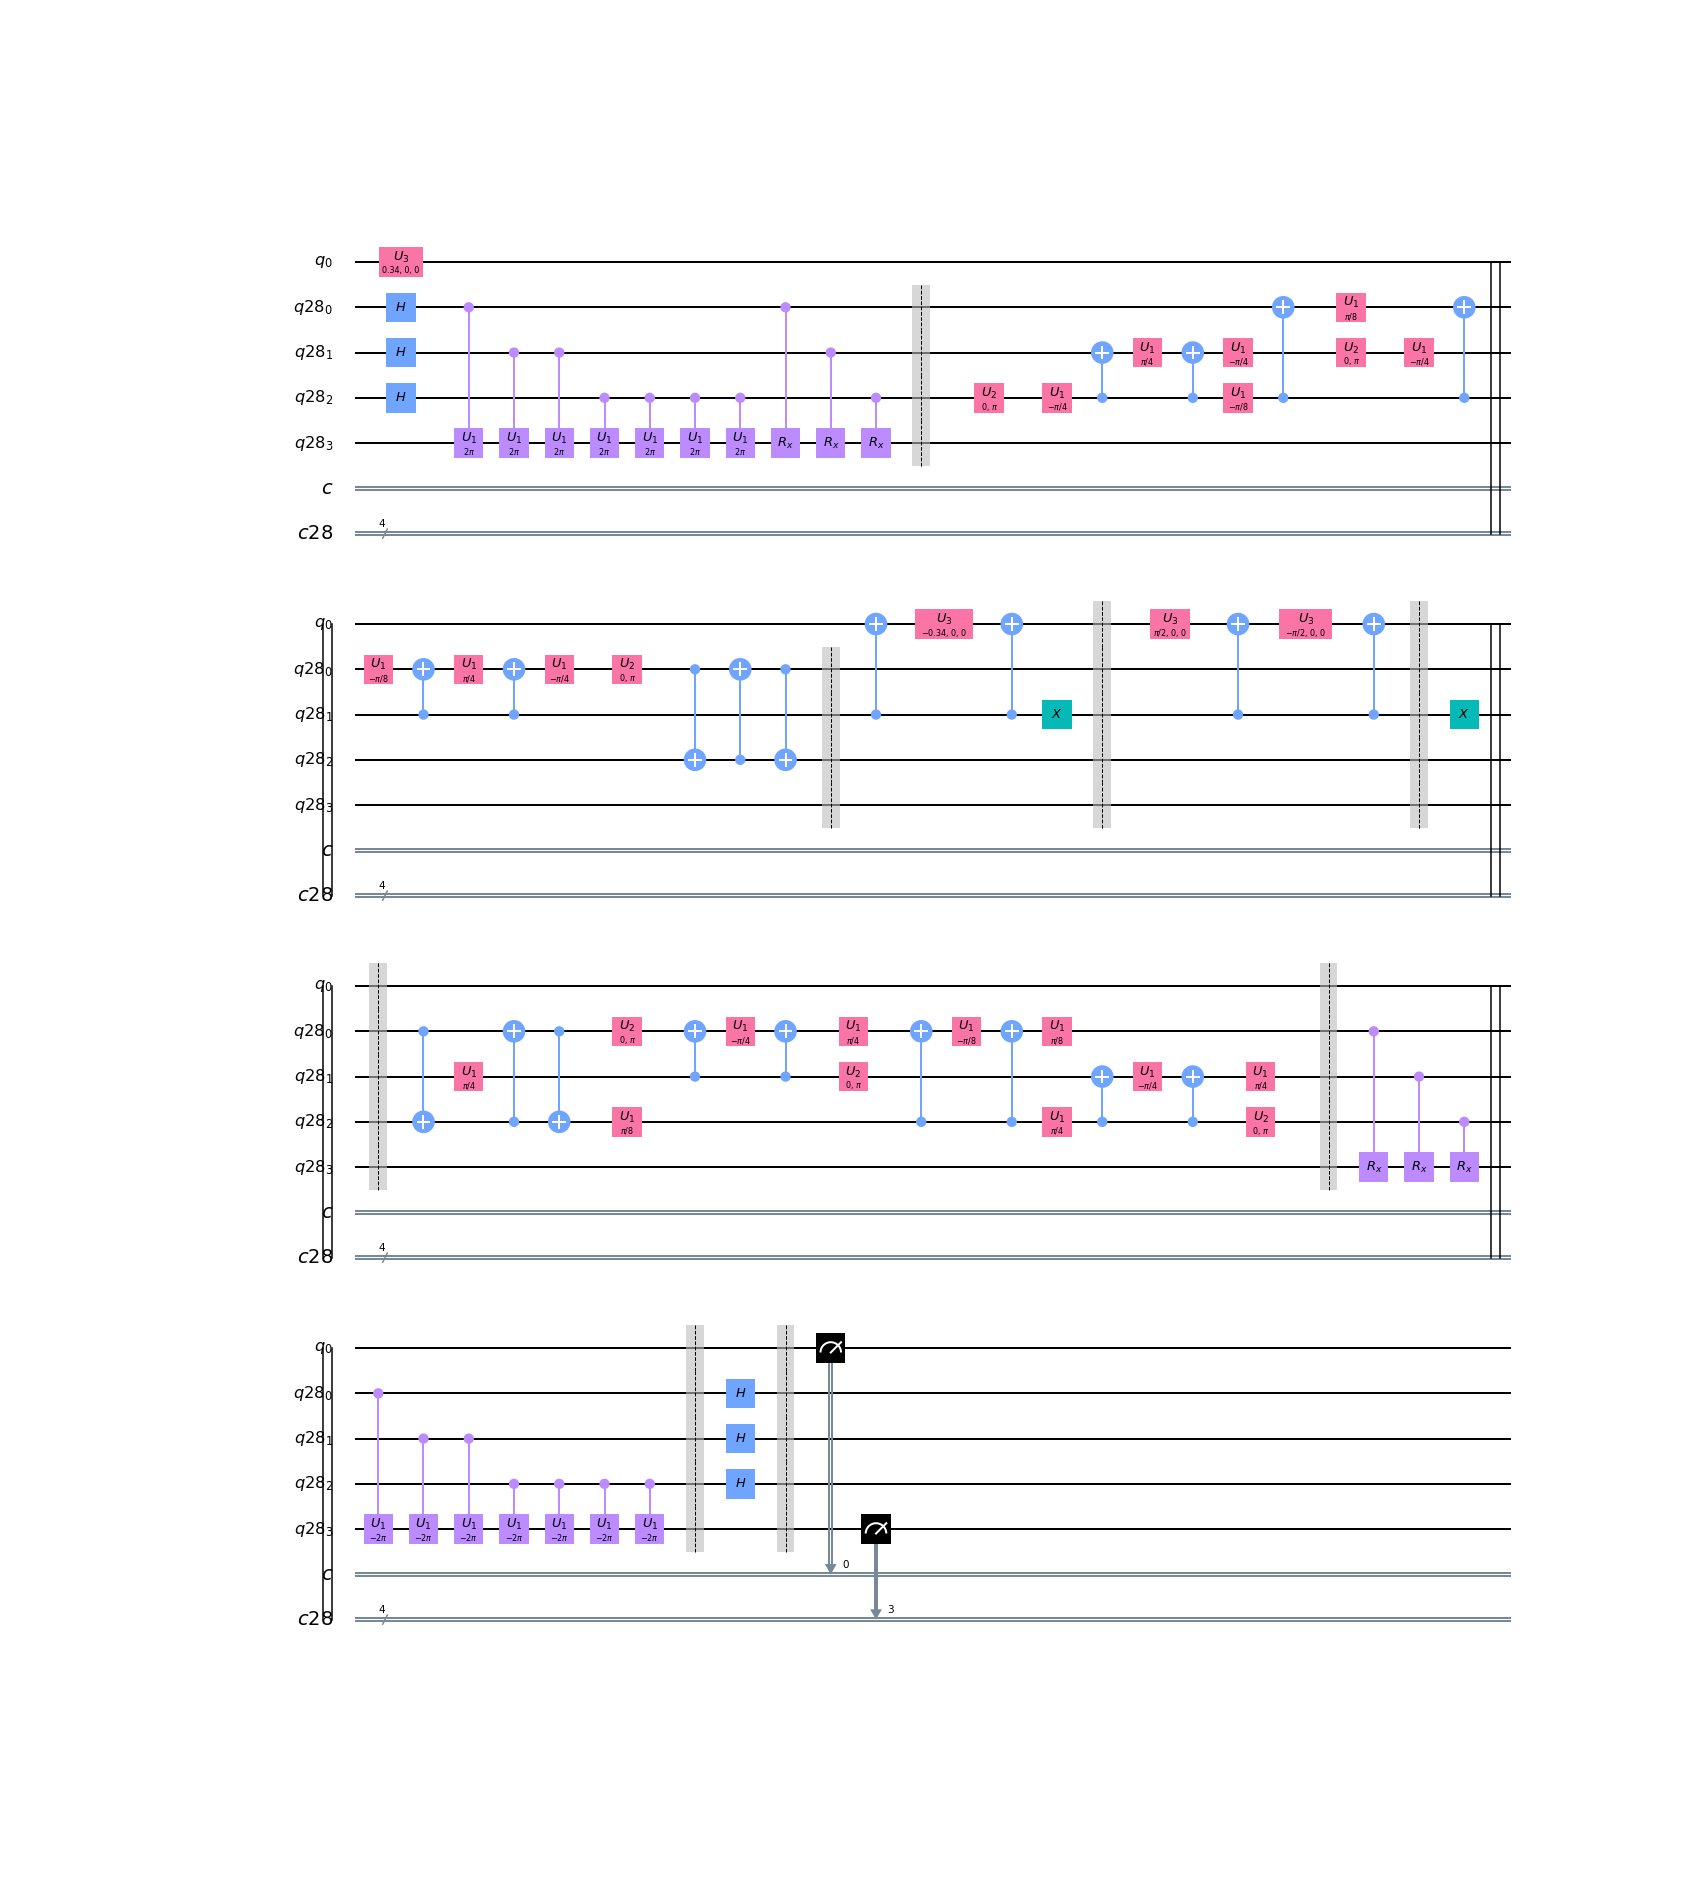 q0 U3 0.34, 0, 0
q280 H U1 π/8
q281 H U1 π/4 U1 −π/4 U2 0, π U1 −π/4
q282 H U2 0, π U1 −π/4 U1 −π/8
q283 U1 2π U1 2π U1 2π U1 2π U1 2π U1 2π U1 2π Rx Rx Rx
c
c28 4
q0 U3 −0.34, 0, 0 U3 π/2, 0, 0 U3 −π/2, 0, 0
q280 U1 −π/8 U1 π/4 U1 −π/4 U2 0, π
q281 X X
q282
q283
c
c28 4
q0
q280 U2 0, π U1 −π/4 U1 π/4 U1 −π/8 U1 π/8
q281 U1 π/4 U2 0, π U1 −π/4 U1 π/4
q282 U1 π/8 U1 π/4 U2 0, π
q283 Rx Rx Rx
c
c28 4
q0
q280 H
q281 H
q282 H
q283 U1 −2π U1 −2π U1 −2π U1 −2π U1 −2π U1 −2π U1 −2π
c 0
c28 4 3